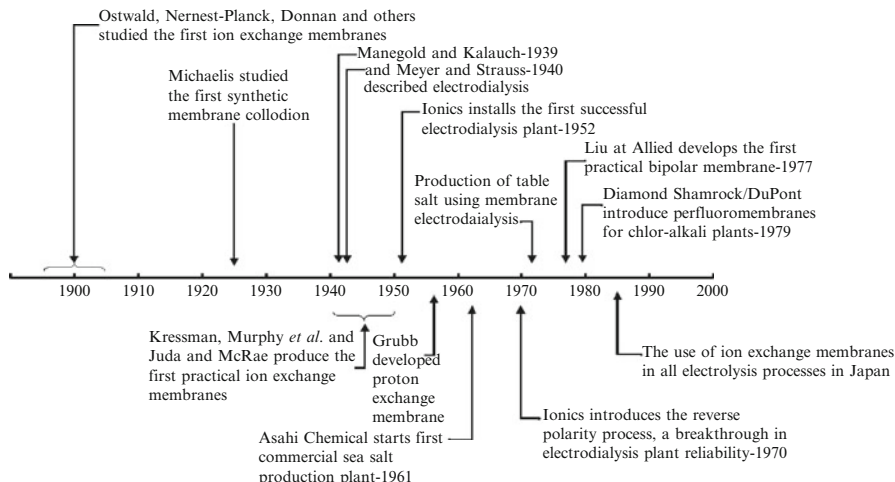 Ostwald, Nernest-Planck, Donnan and others
studied the first ion exchange membranes
Michaelis studied
the first synthetic
membrane collodion
Manegold and Kalauch-1939
and Meyer and Strauss-1940
described electrodialysis
Ionics installs the first successful
electrodialysis plant-1952
Production of table
salt using membrane
electrodaialysis
Liu at Allied develops the first
practical bipolar membrane-1977
Diamond Shamrock/DuPont
introduce perfluoromembranes
for chlor-alkali plants-1979
1900 1910 1920 1930 1940 1950 1960 1970 1980 1990 2000
Kressman, Murphy et al. and
Juda and McRae produce the
first practical ion exchange
membranes
Grubb
developed
proton
exchange
membrane
Asahi Chemical starts first
commercial sea salt
production plant-1961
Ionics introduces the reverse
polarity process, a breakthrough in
electrodialysis plant reliability-1970
The use of ion exchange membranes
in all electrolysis processes in Japan